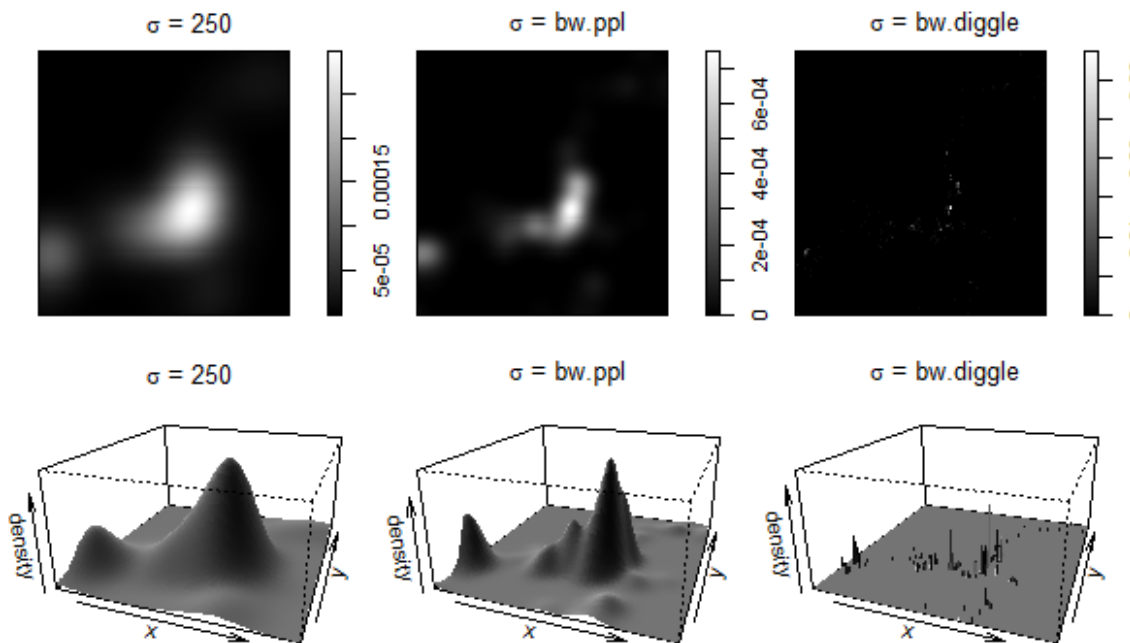 σ = 250
σ = bw.ppl
σ = bw.diggle
5e-05
0.00015
0
2e-04
4e-04
6e-04
σ = 250
σ = bw.ppl
σ = bw.diggle
density
x
y
density
x
y
density
x
y